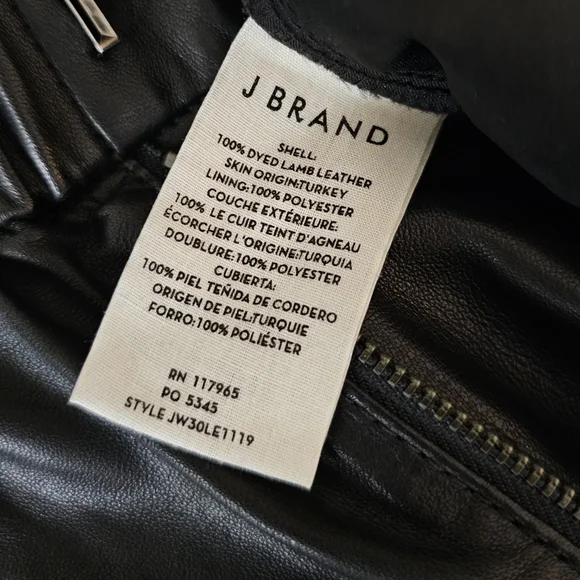 J BRAND
SHELL:
100% DYED LAMB LEATHER
SKIN ORIGIN:TURKEY
LINING:100% POLYESTER
COUCHE EXTÉRIEURE:
100% LE CUIR TEINT D'AGNEAU
ÉCORCHER L'ORIGINE:TURQUIA
DOUBLURE:100% POLYESTER
CUBIERTA:
100% PIEL TEÑIDA DE CORDERO
ORIGEN DE PIEL:TURQUIE
FORRO:100% POLIÉSTER
RN 117965
PO 5345
STYLE JW30LE1119